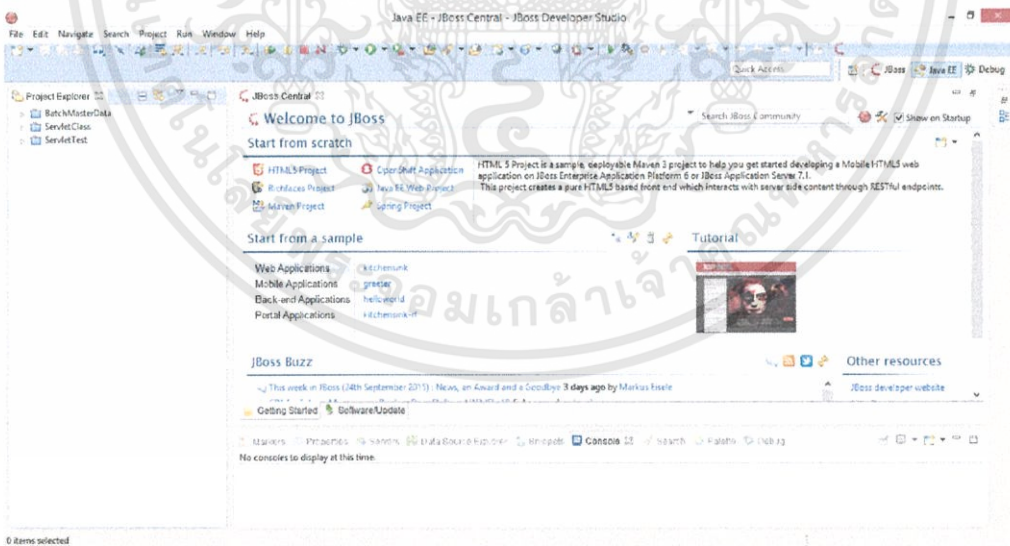 Java EE - JBoss Central - JBoss Developer Studio
File Edit Navigate Search Project Run Window Help
Quick Access
JBoss Java EE Debug
Project Explorer
BatchMasterData
ServletClass
ServletTest
JBoss Central
Welcome to JBoss
Search JBoss Community
Show on Startup
Start from scratch
HTML5 Project
OpenShift Application
Richfaces Project
Java EE Web Project
Maven Project
Spring Project
HTML 5 Project is a sample, deployable Maven 3 project to help you get started developing a Mobile HTML5 web
application on JBoss Enterprise Application Platform 6 or JBoss Application Server 7.1.
This project creates a pure HTML5 based front end which interacts with server side content through RESTful endpoints.
Start from a sample
Web Applications kitchensink
Mobile Applications greeter
Back-end Applications helloworld
Portal Applications kitchensink-rf
Tutorial
JBoss Buzz
This week in JBoss (24th September 2015) : News, an Award and a Goodbye 3 days ago by Markus Eisele
Other resources
JBoss developer website
Getting Started Software/Update
Markers Properties Servers Data Source Explorer Snippets Console Search Palette Debug
No consoles to display at this time.
0 items selected